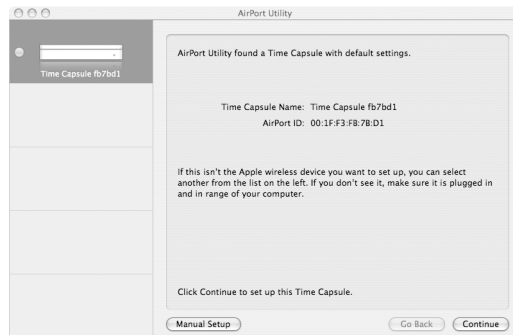 AirPort Utility
Time Capsule fb7bd1
AirPort Utility found a Time Capsule with default settings.
Time Capsule Name: Time Capsule fb7bd1
AirPort ID: 00:1F:F3:FB:7B:D1
If this isn't the Apple wireless device you want to set up, you can select
another from the list on the left. If you don't see it, make sure it is plugged in
and in range of your computer.
Click Continue to set up this Time Capsule.
Manual Setup
Go Back
Continue